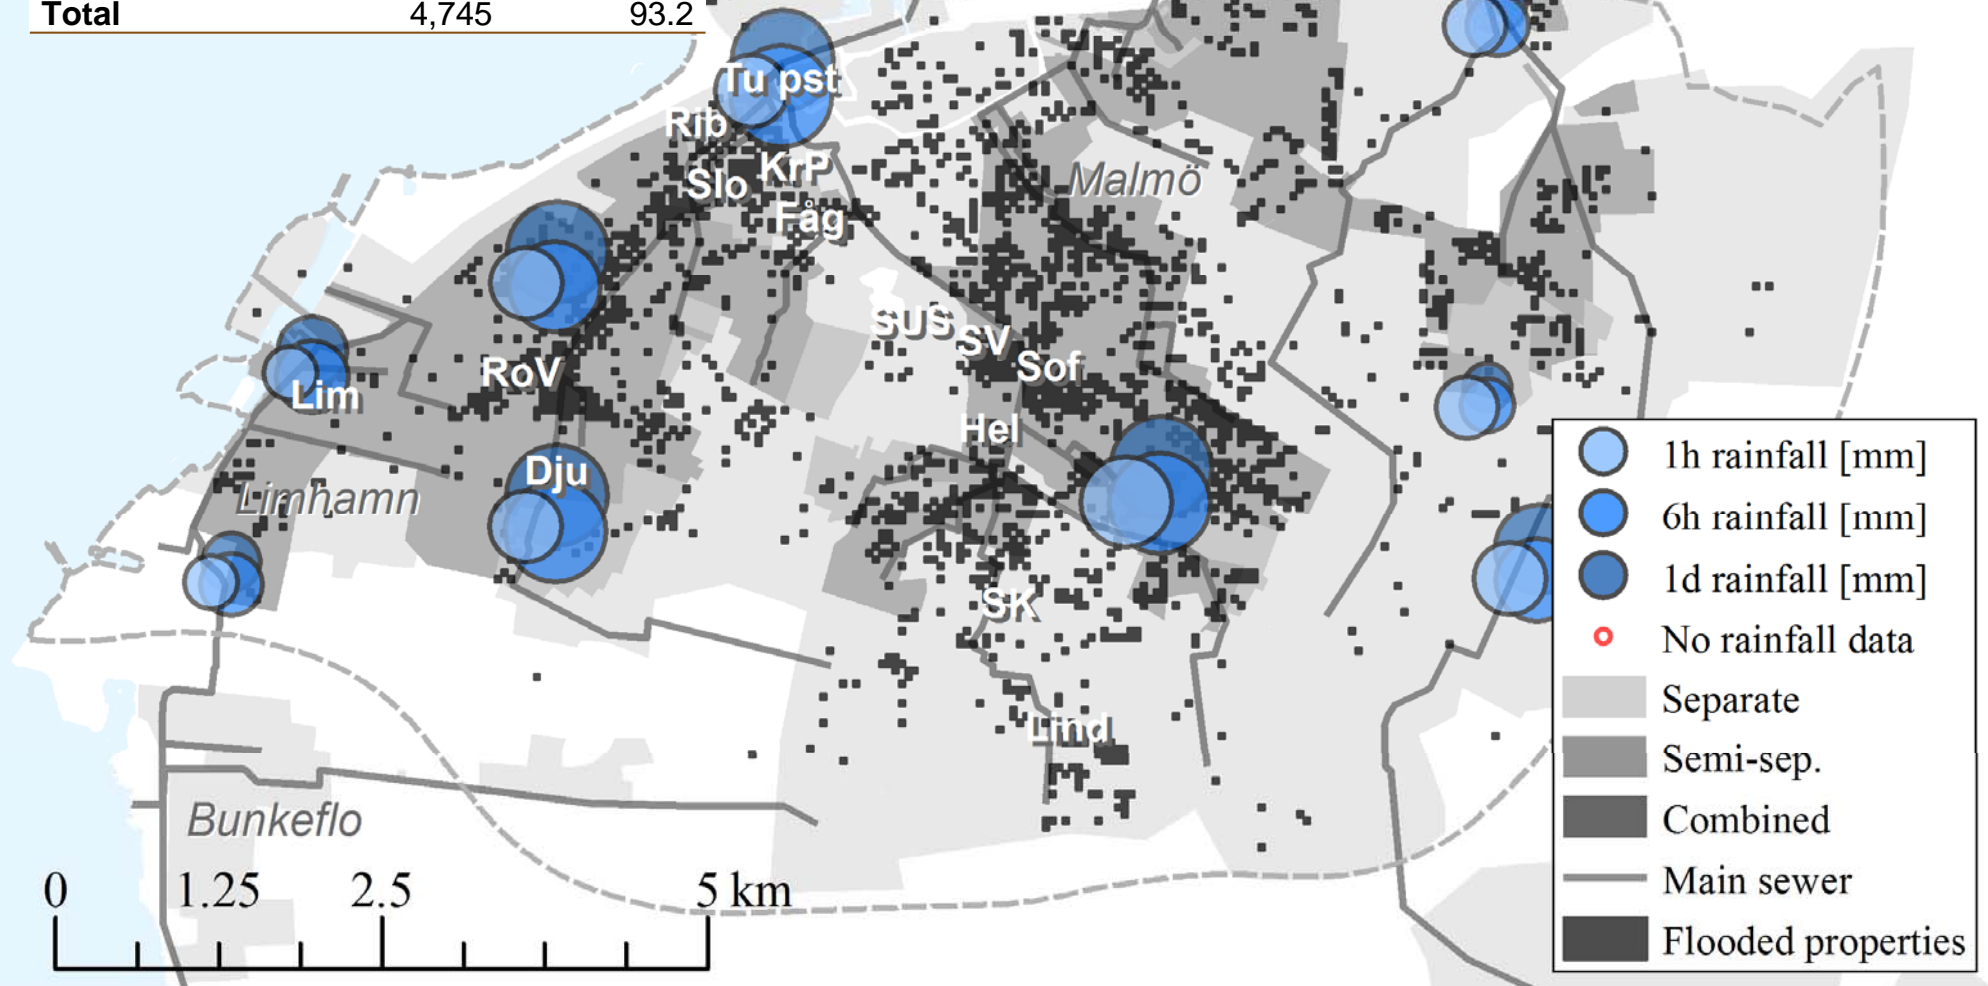 Total 4,745 93.2
Tu pst
Rib
KrP
Slo
Malmö
Fåg
SUS
SV
Sof
RoV
Lim
Hel
Dju
Limhamn
SK
Lind
Bunkeflo
0 1.25 2.5 5 km
1h rainfall [mm]
6h rainfall [mm]
1d rainfall [mm]
No rainfall data
Separate
Semi-sep.
Combined
Main sewer
Flooded properties